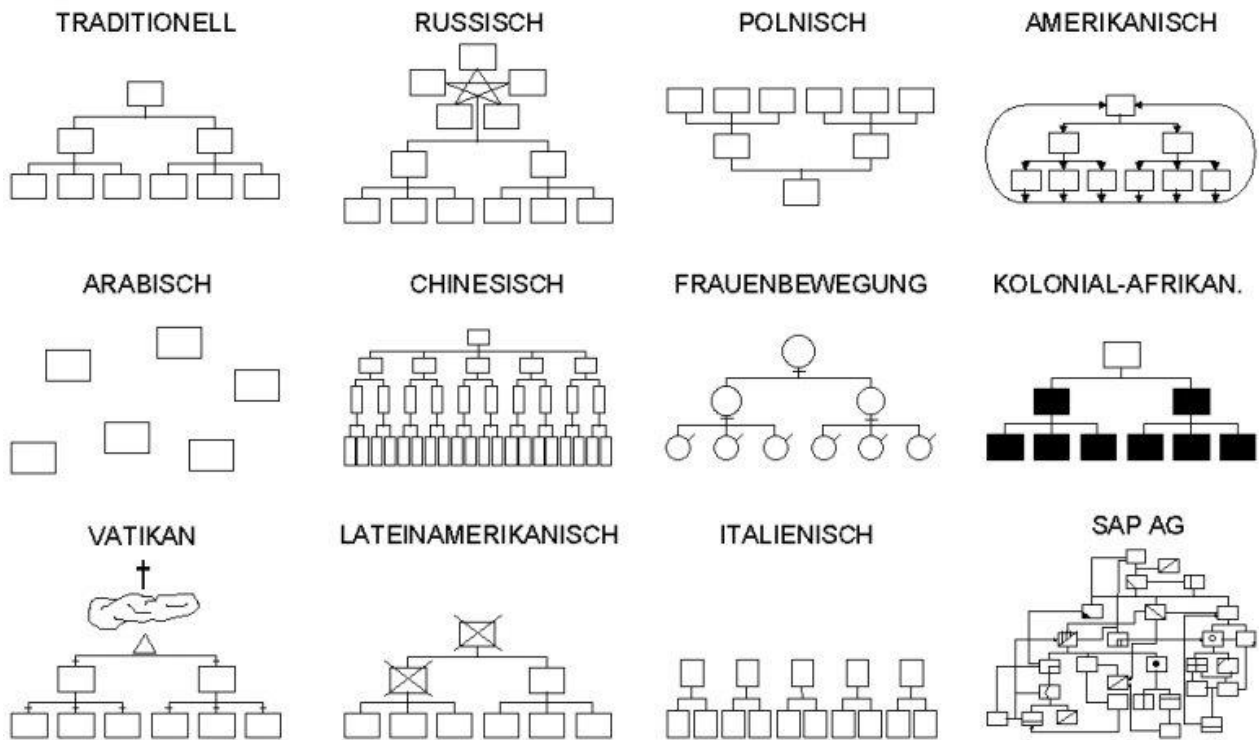 TRADITIONELL
RUSSISCH
POLNISCH
AMERIKANISCH
ARABISCH
CHINESISCH
FRAUENBEWEGUNG
KOLONIAL-AFRIKAN.
VATIKAN
LATEINAMERIKANISCH
ITALIENISCH
SAP AG